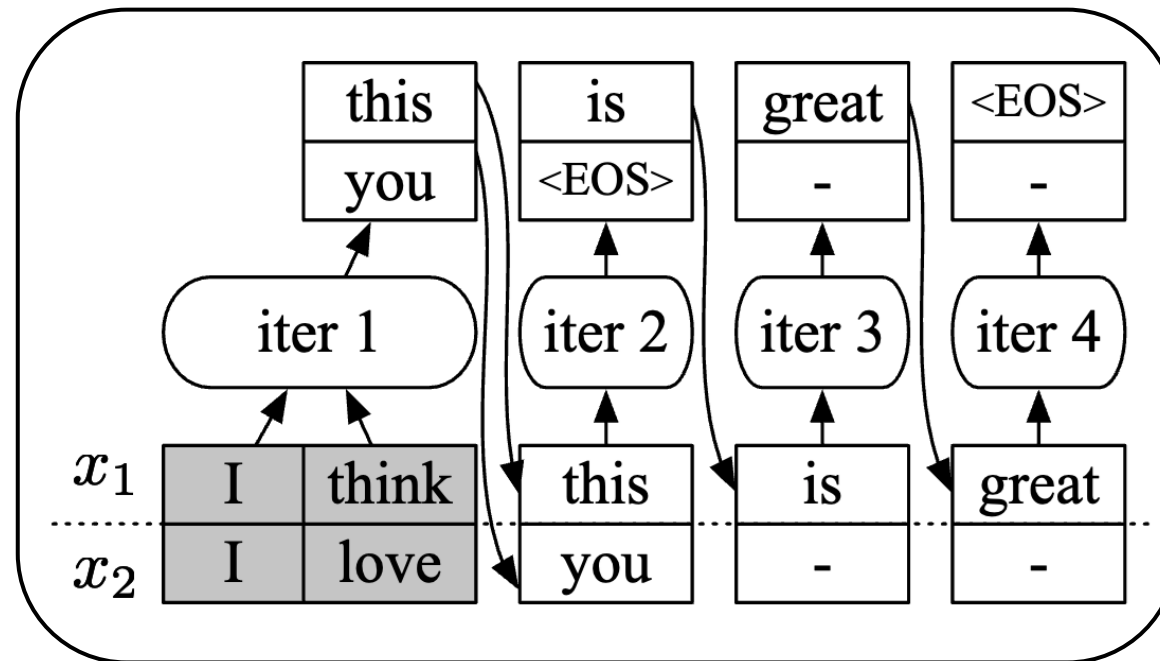 this is great <EOS>
you <EOS> - -
iter 1 iter 2 iter 3 iter 4
x₁ I think this is great
x₂ I love you - -